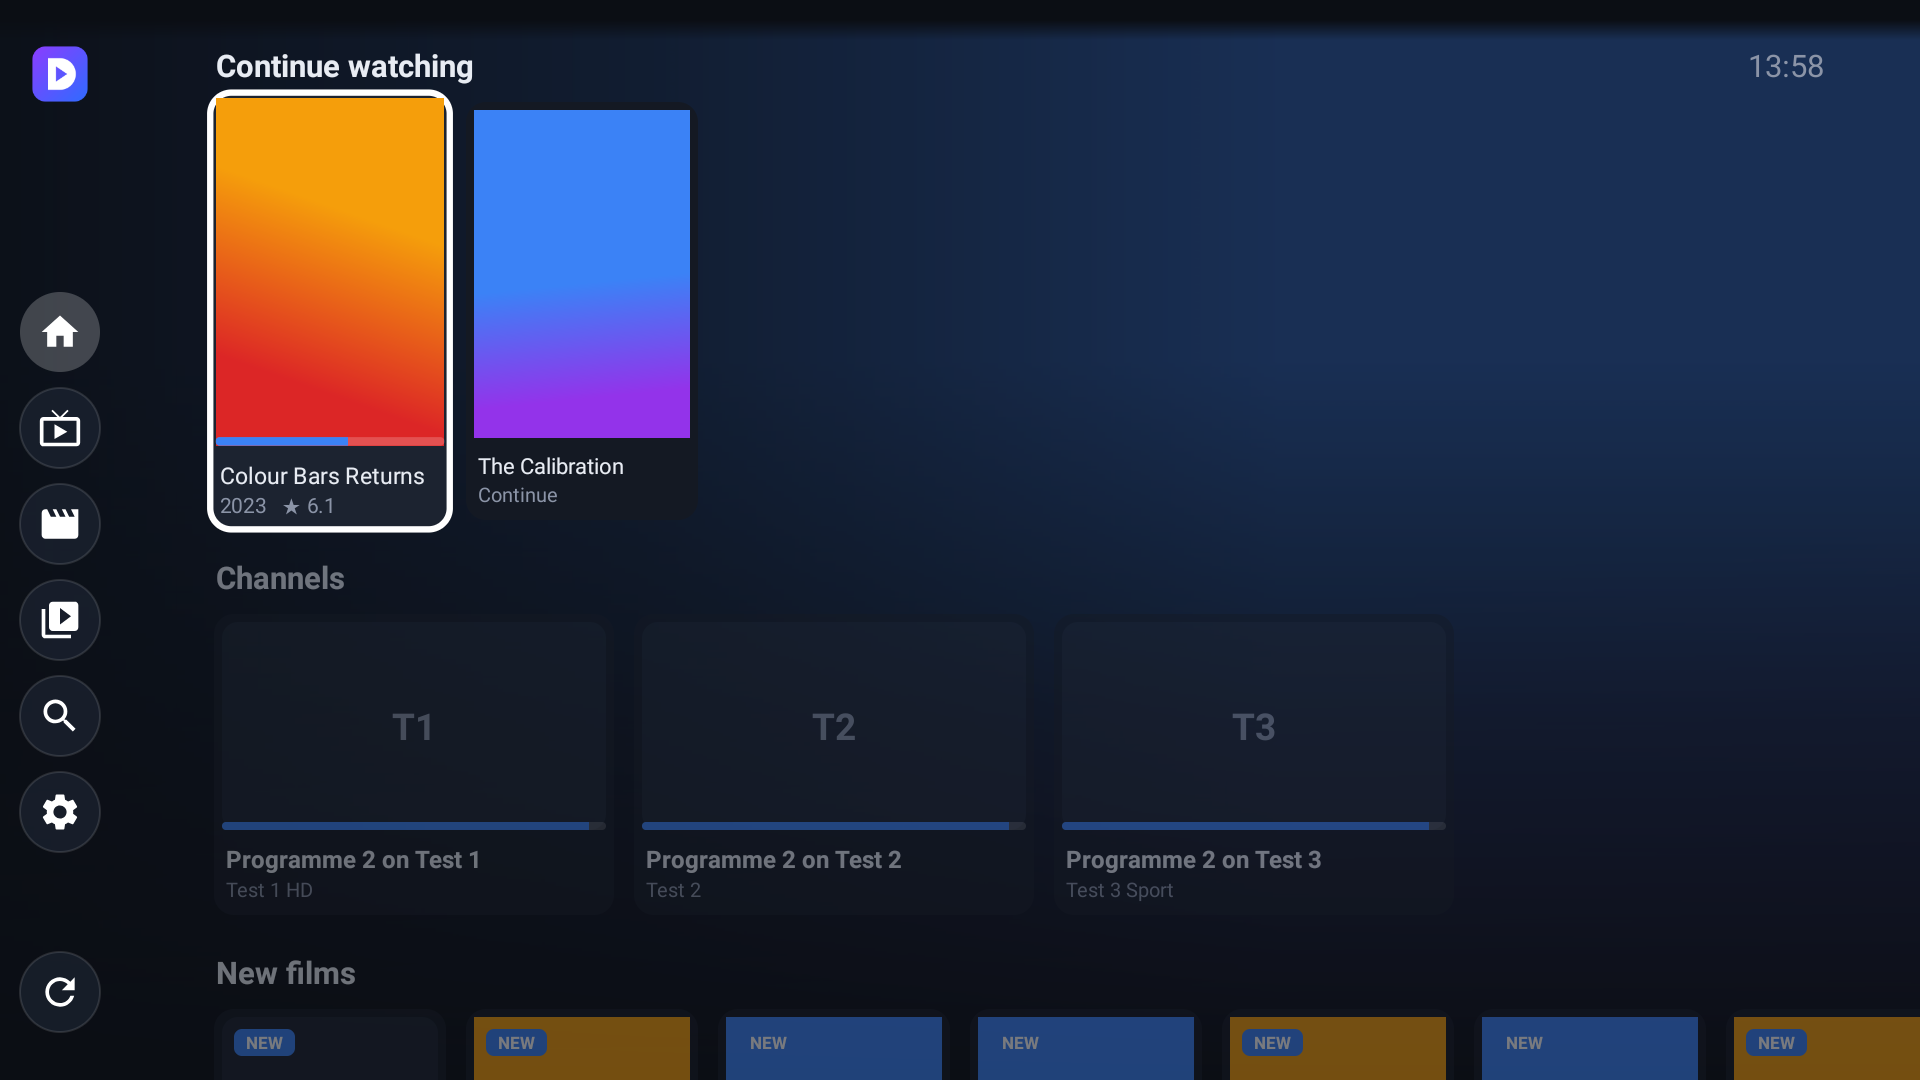 Continue watching
13:58
Colour Bars Returns
2023 ★ 6.1
The Calibration
Continue
Channels
T1
T2
T3
Programme 2 on Test 1
Test 1 HD
Programme 2 on Test 2
Test 2
Programme 2 on Test 3
Test 3 Sport
New films
NEW
NEW
NEW
NEW
NEW
NEW
NEW